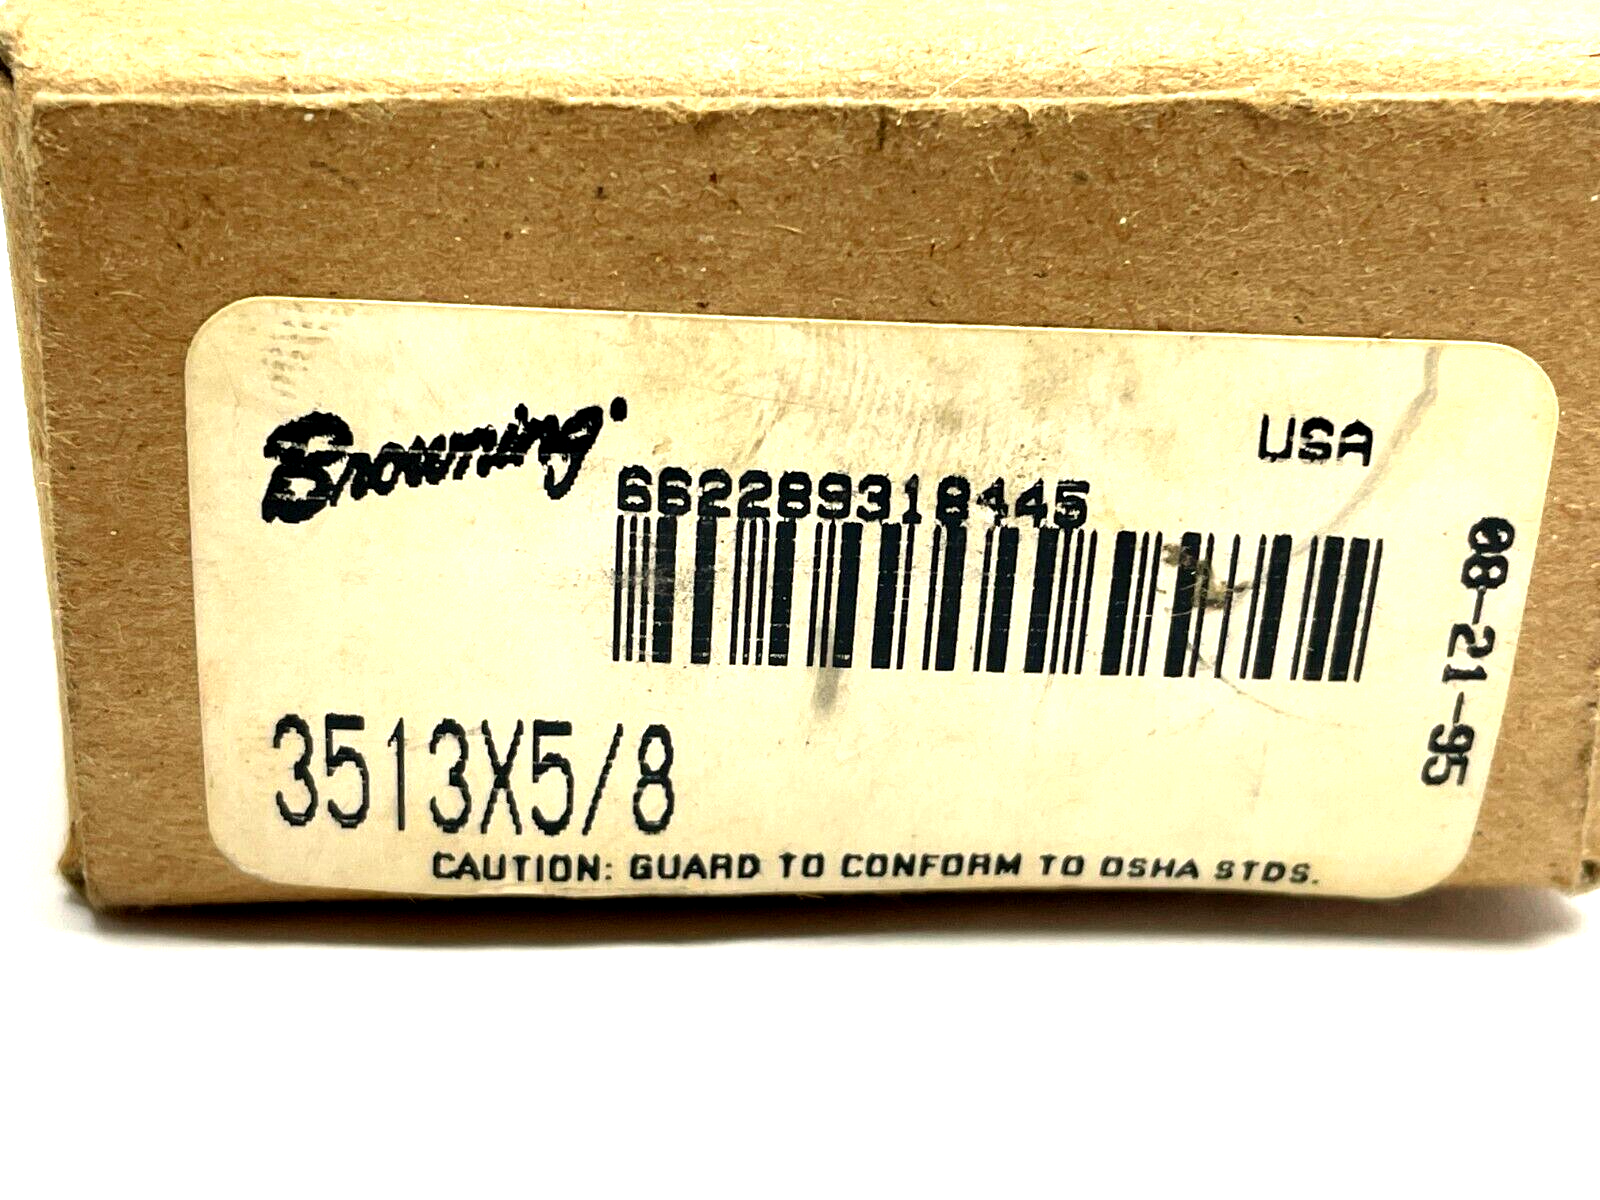 Browning
USA
662289318445
08-21-95
3513X5/8
CAUTION: GUARD TO CONFORM TO OSHA STDS.